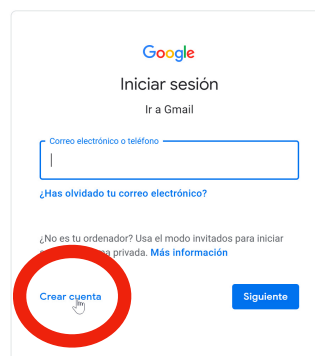 Google
Iniciar sesión
Ir a Gmail
Correo electrónico o teléfono
¿Has olvidado tu correo electrónico?
¿No es tu ordenador? Usa el modo invitados para iniciar
privada. Más información
Crear cuenta
Siguiente